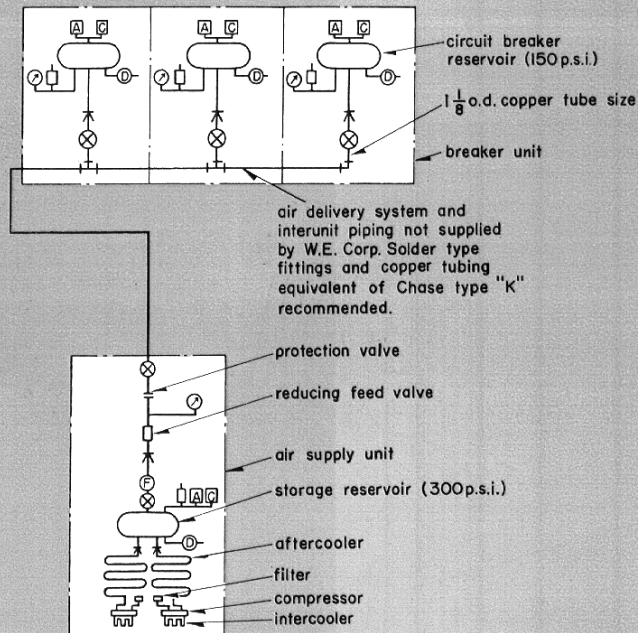 A C A C A C
circuit breaker
reservoir (150 p.s.i.)
D D D
1 1/8 o.d. copper tube size
breaker unit
air delivery system and
interunit piping not supplied
by W.E. Corp. Solder type
fittings and copper tubing
equivalent of Chase type "K"
recommended.
protection valve
reducing feed valve
air supply unit
F
A C
storage reservoir (300 p.s.i.)
D
aftercooler
filter
compressor
intercooler